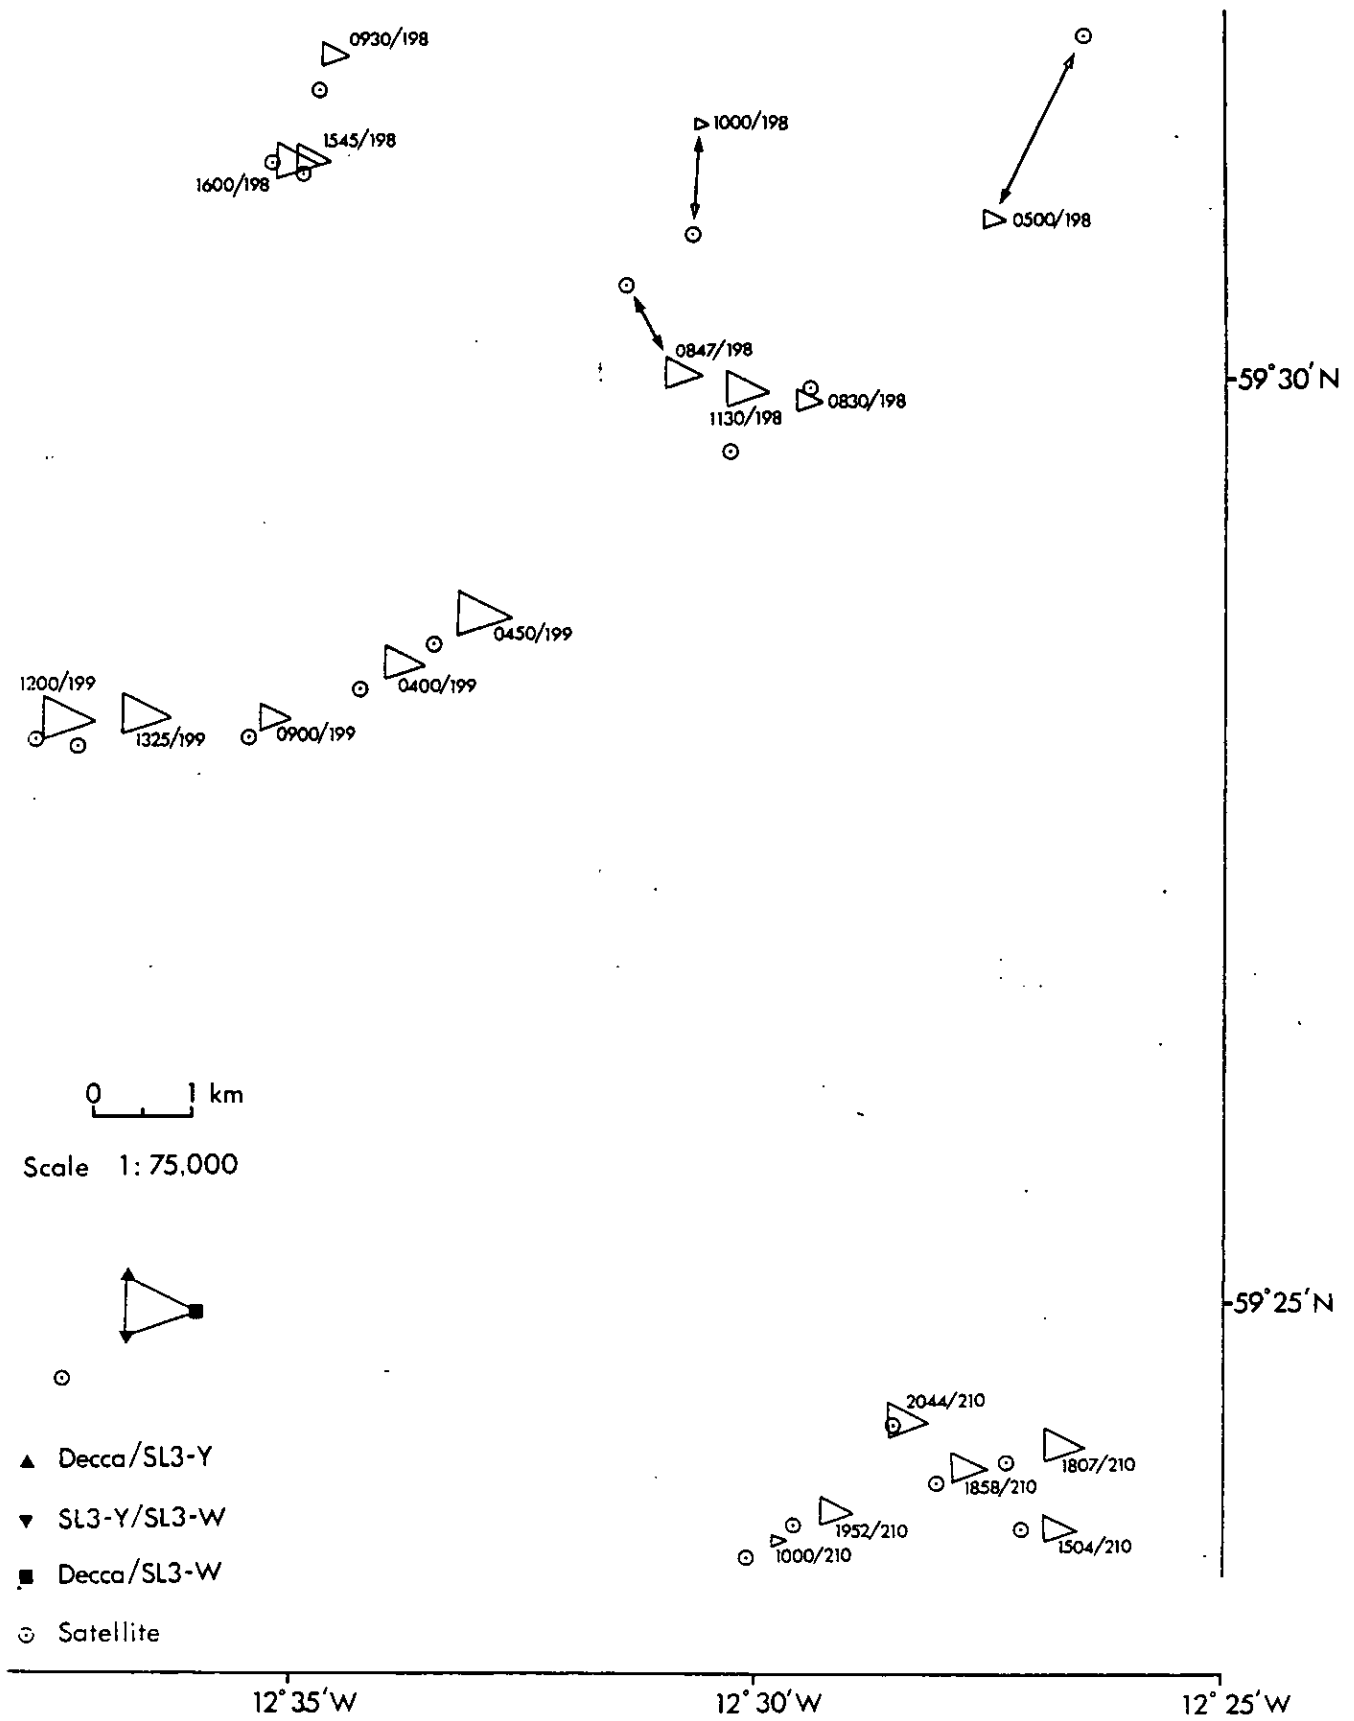 0930/198
1000/198
1545/198
1600/198
0500/198
0847/198
59°30'N
0830/198
1130/198
0450/199
0400/199
1200/199
1325/199
0900/199
0 1 km
Scale 1:75,000
59°25'N
2044/210
1807/210
1858/210
1952/210
1000/210
1504/210
▲ Decca/SL3-Y
▼ SL3-Y/SL3-W
■ Decca/SL3-W
⊙ Satellite
12°35'W 12°30'W 12°25'W